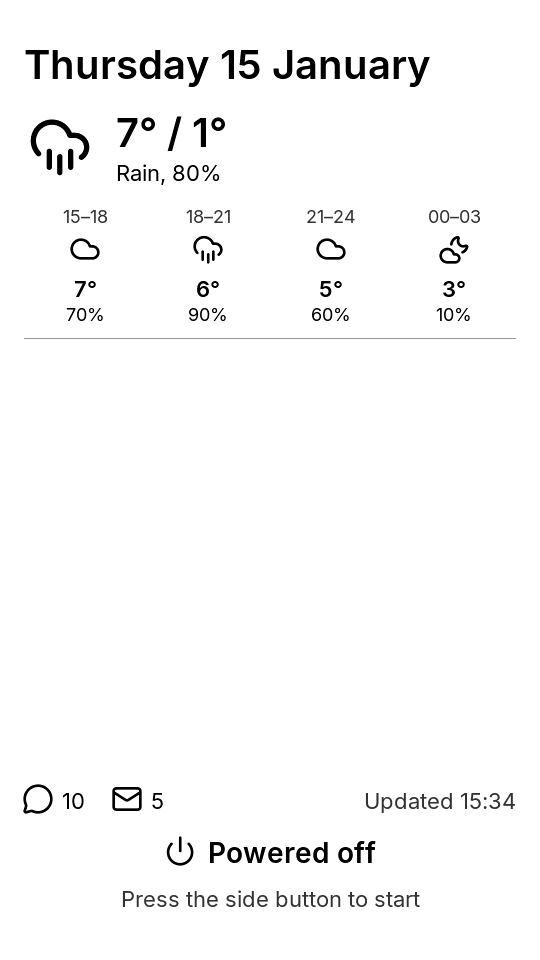 Thursday 15 January
7° / 1°
Rain, 80%
15–18 18–21 21–24 00–03
7° 6° 5° 3°
70% 90% 60% 10%
10 5 Updated 15:34
Powered off
Press the side button to start